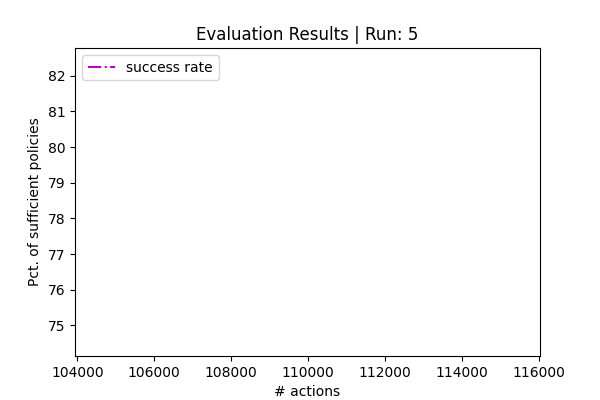 Evaluation Results | Run: 5
success rate
Pct. of sufficient policies
82
81
80
79
78
77
76
75
104000 106000 108000 110000 112000 114000 116000
# actions